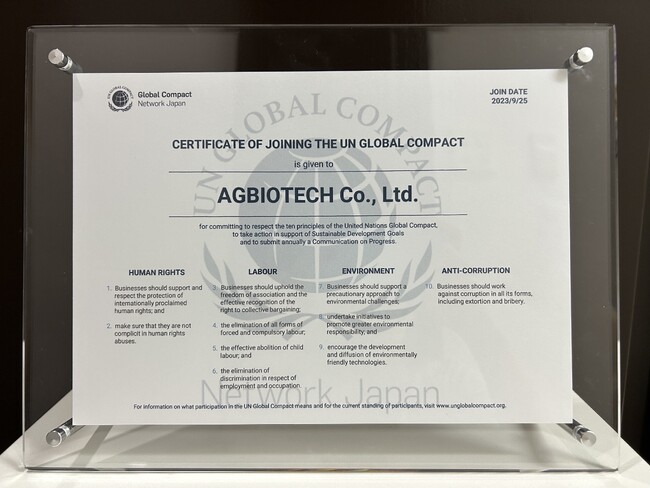 Global Compact
Network Japan
JOIN DATE
2023/9/25
UN GLOBAL COMPACT
CERTIFICATE OF JOINING THE UN GLOBAL COMPACT
is given to
AGBIOTECH Co., Ltd.
for committing to respect the ten principles of the United Nations Global Compact,
to take action in support of Sustainable Development Goals
and to submit annually a Communication on Progress.
HUMAN RIGHTS
1. Businesses should support and
respect the protection of
internationally proclaimed
human rights; and
2. make sure that they are not
complicit in human rights
abuses.
LABOUR
3. Businesses should uphold the
freedom of association and the
effective recognition of the
right to collective bargaining;
4. the elimination of all forms of
forced and compulsory labour;
5. the effective abolition of child
labour; and
6. the elimination of
discrimination in respect of
employment and occupation.
ENVIRONMENT
7. Businesses should support a
precautionary approach to
environmental challenges;
8. undertake initiatives to
promote greater environmental
responsibility; and
9. encourage the development
and diffusion of environmentally
friendly technologies.
ANTI-CORRUPTION
10. Businesses should work
against corruption in all its forms,
including extortion and bribery.
Network Japan
For information on what participation in the UN Global Compact means and for the current standing of participants, visit www.unglobalcompact.org.